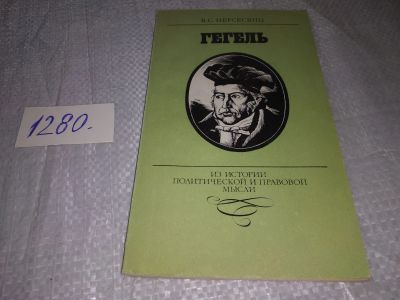 В.С. НЕРСЕСЯНЦ
ГЕГЕЛЬ
1280.-
ИЗ ИСТОРИИ
ПОЛИТИЧЕСКОЙ И ПРАВОВОЙ
МЫСЛИ